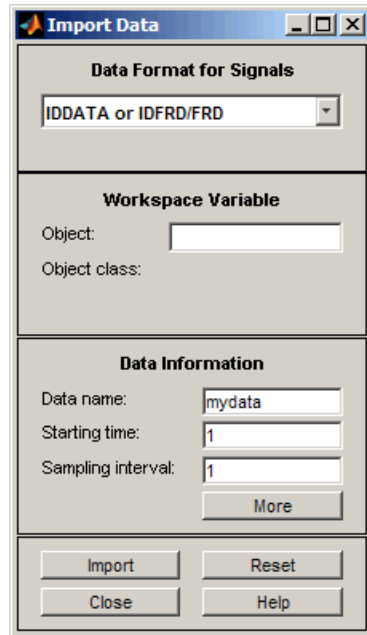 Import Data
Data Format for Signals
IDDATA or IDFRD/FRD
Workspace Variable
Object:
Object class:
Data Information
Data name: mydata
Starting time: 1
Sampling interval: 1
More
Import Reset
Close Help